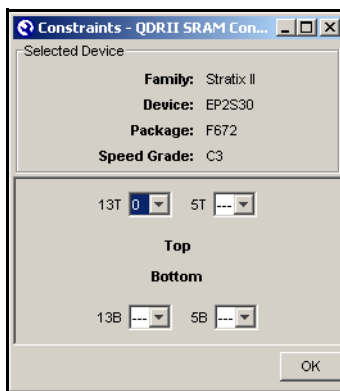 Constraints - QDRII SRAM Con...
Selected Device
Family: Stratix II
Device: EP2S30
Package: F672
Speed Grade: C3
13T 0 5T ---
Top
Bottom
13B --- 5B ---
OK